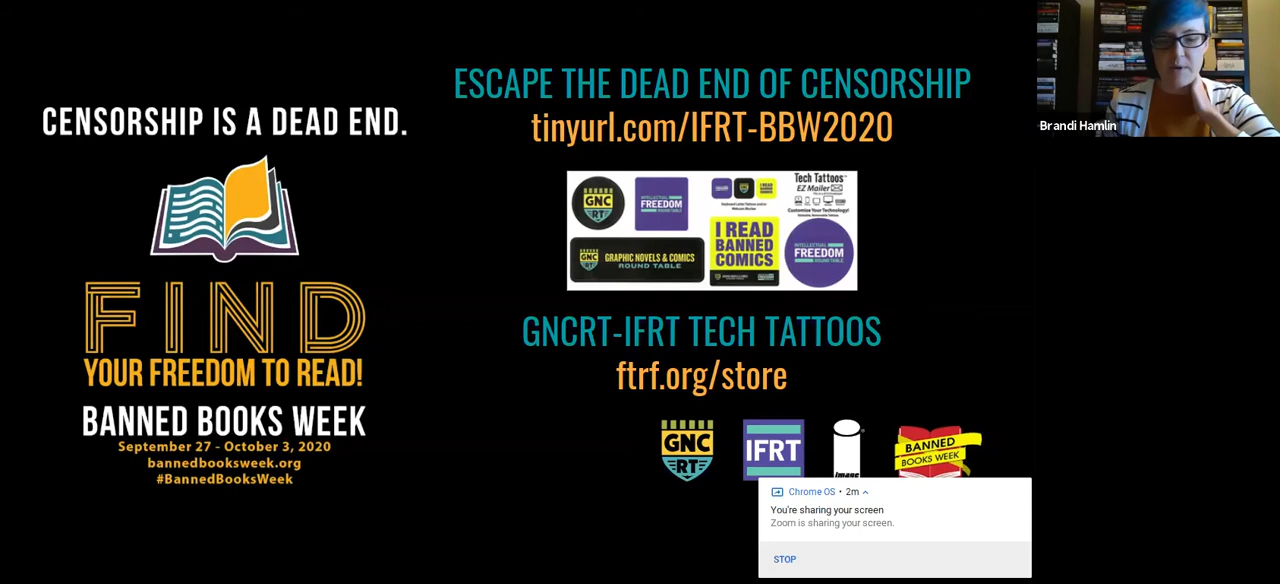 CENSORSHIP IS A DEAD END.
FIND
YOUR FREEDOM TO READ!
BANNED BOOKS WEEK
September 27 - October 3, 2020
bannedbooksweek.org
#BannedBooksWeek
ESCAPE THE DEAD END OF CENSORSHIP
tinyurl.com/IFRT-BBW2020
GNC
RT
INTELLECTUAL
FREEDOM
ROUND TABLE
Tech Tattoos™
EZ Mailer
Customize Your Technology!
GNC
RT
GRAPHIC NOVELS & COMICS
ROUND TABLE
I READ
BANNED
COMICS
INTELLECTUAL
FREEDOM
ROUND TABLE
GNCRT-IFRT TECH TATTOOS
ftrf.org/store
GNC
RT
IFRT
image
BANNED
BOOKS WEEK
Brandi Hamlin
Chrome OS • 2m
You're sharing your screen
Zoom is sharing your screen.
STOP